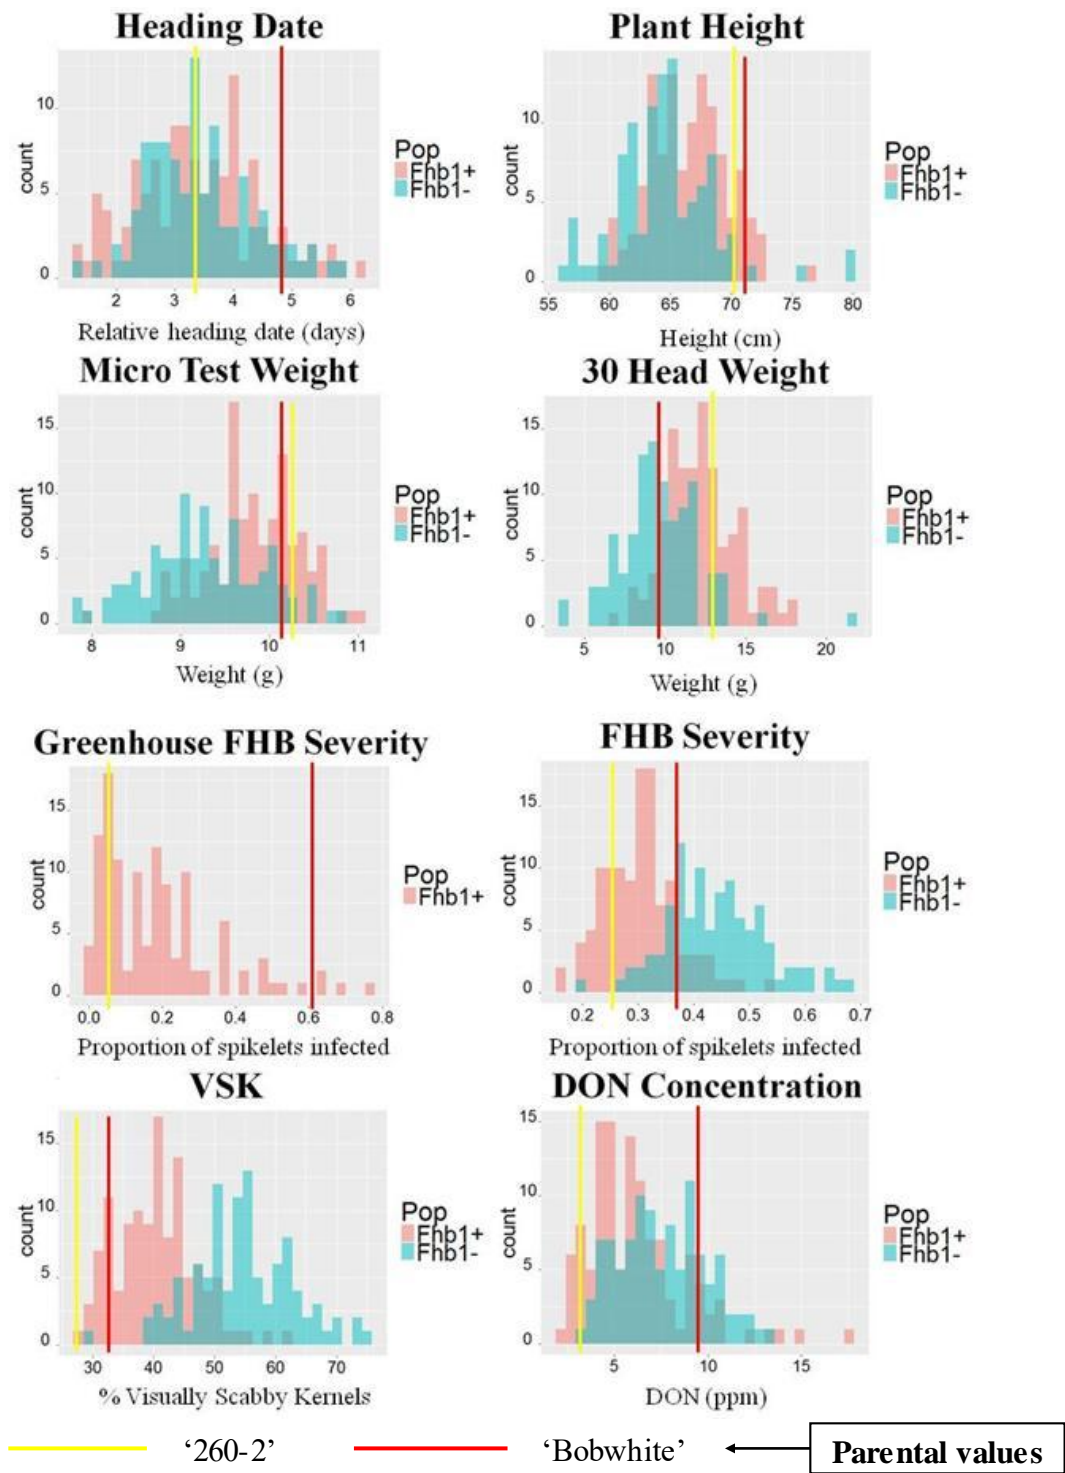 Heading Date
count
10
5
0
2 3 4 5 6
Relative heading date (days)
Pop
Fhb1+
Fhb1-
Plant Height
count
10
5
0
55 60 65 70 75 80
Height (cm)
Pop
Fhb1+
Fhb1-
Micro Test Weight
count
15
10
5
0
8 9 10 11
Weight (g)
Pop
Fhb1+
Fhb1-
30 Head Weight
count
15
10
5
0
5 10 15 20
Weight (g)
Pop
Fhb1+
Fhb1-
Greenhouse FHB Severity
count
15
10
5
0
0.0 0.2 0.4 0.6 0.8
Proportion of spikelets infected
Pop
Fhb1+
FHB Severity
count
15
10
5
0
0.2 0.3 0.4 0.5 0.6 0.7
Proportion of spikelets infected
Pop
Fhb1+
Fhb1-
VSK
count
15
10
5
0
30 40 50 60 70
% Visually Scabby Kernels
Pop
Fhb1+
Fhb1-
DON Concentration
count
15
10
5
0
5 10 15
DON (ppm)
Pop
Fhb1+
Fhb1-
‘260-2’ ‘Bobwhite’ Parental values